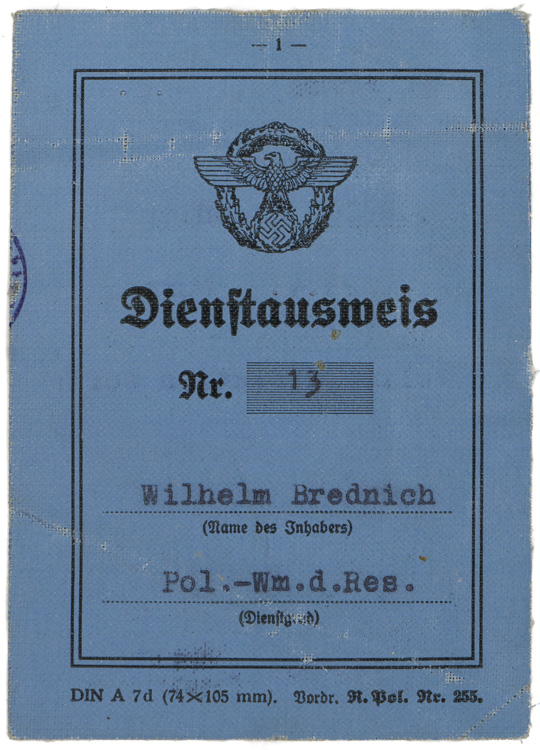 — 1 —
Dienstausweis
Nr. 13
Wilhelm Brednich
(Name des Inhabers)
Pol.-Wm.d.Res.
(Dienstgrad)
DIN A 7d (74×105 mm). Vordr. R. Pol. Nr. 255.